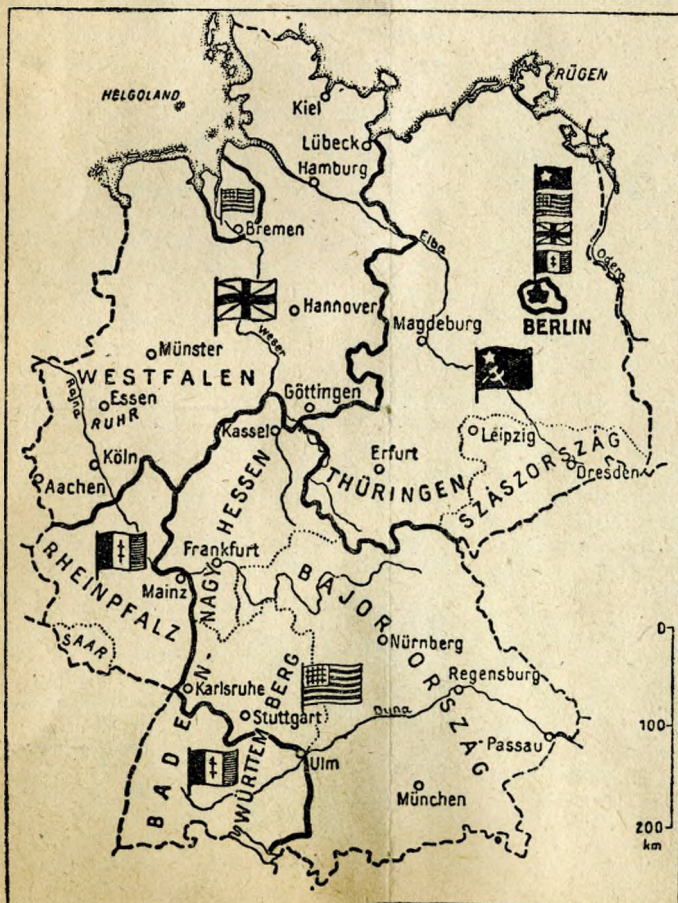 HELGOLAND
RÜGEN
Kiel
Lübeck
Hamburg
Bremen
Elba
Odera
BERLIN
Hannover
Magdeburg
Weser
Münster
WESTFALEN
Rajna
Essen
RUHR
Göttingen
Kassel
Leipzig
Köln
Erfurt
Dresden
SZÁSZORSZÁG
Aachen
HESSEN
THÜRINGEN
Frankfurt
RHEINPFALZ
Mainz
NAGY-
BAJORORSZÁG
SAAR
Nürnberg
Karlsruhe
Regensburg
Stuttgart
Duna
Passau
BADEN
WÜRTTEMBERG
Ulm
München
0
100
200
km